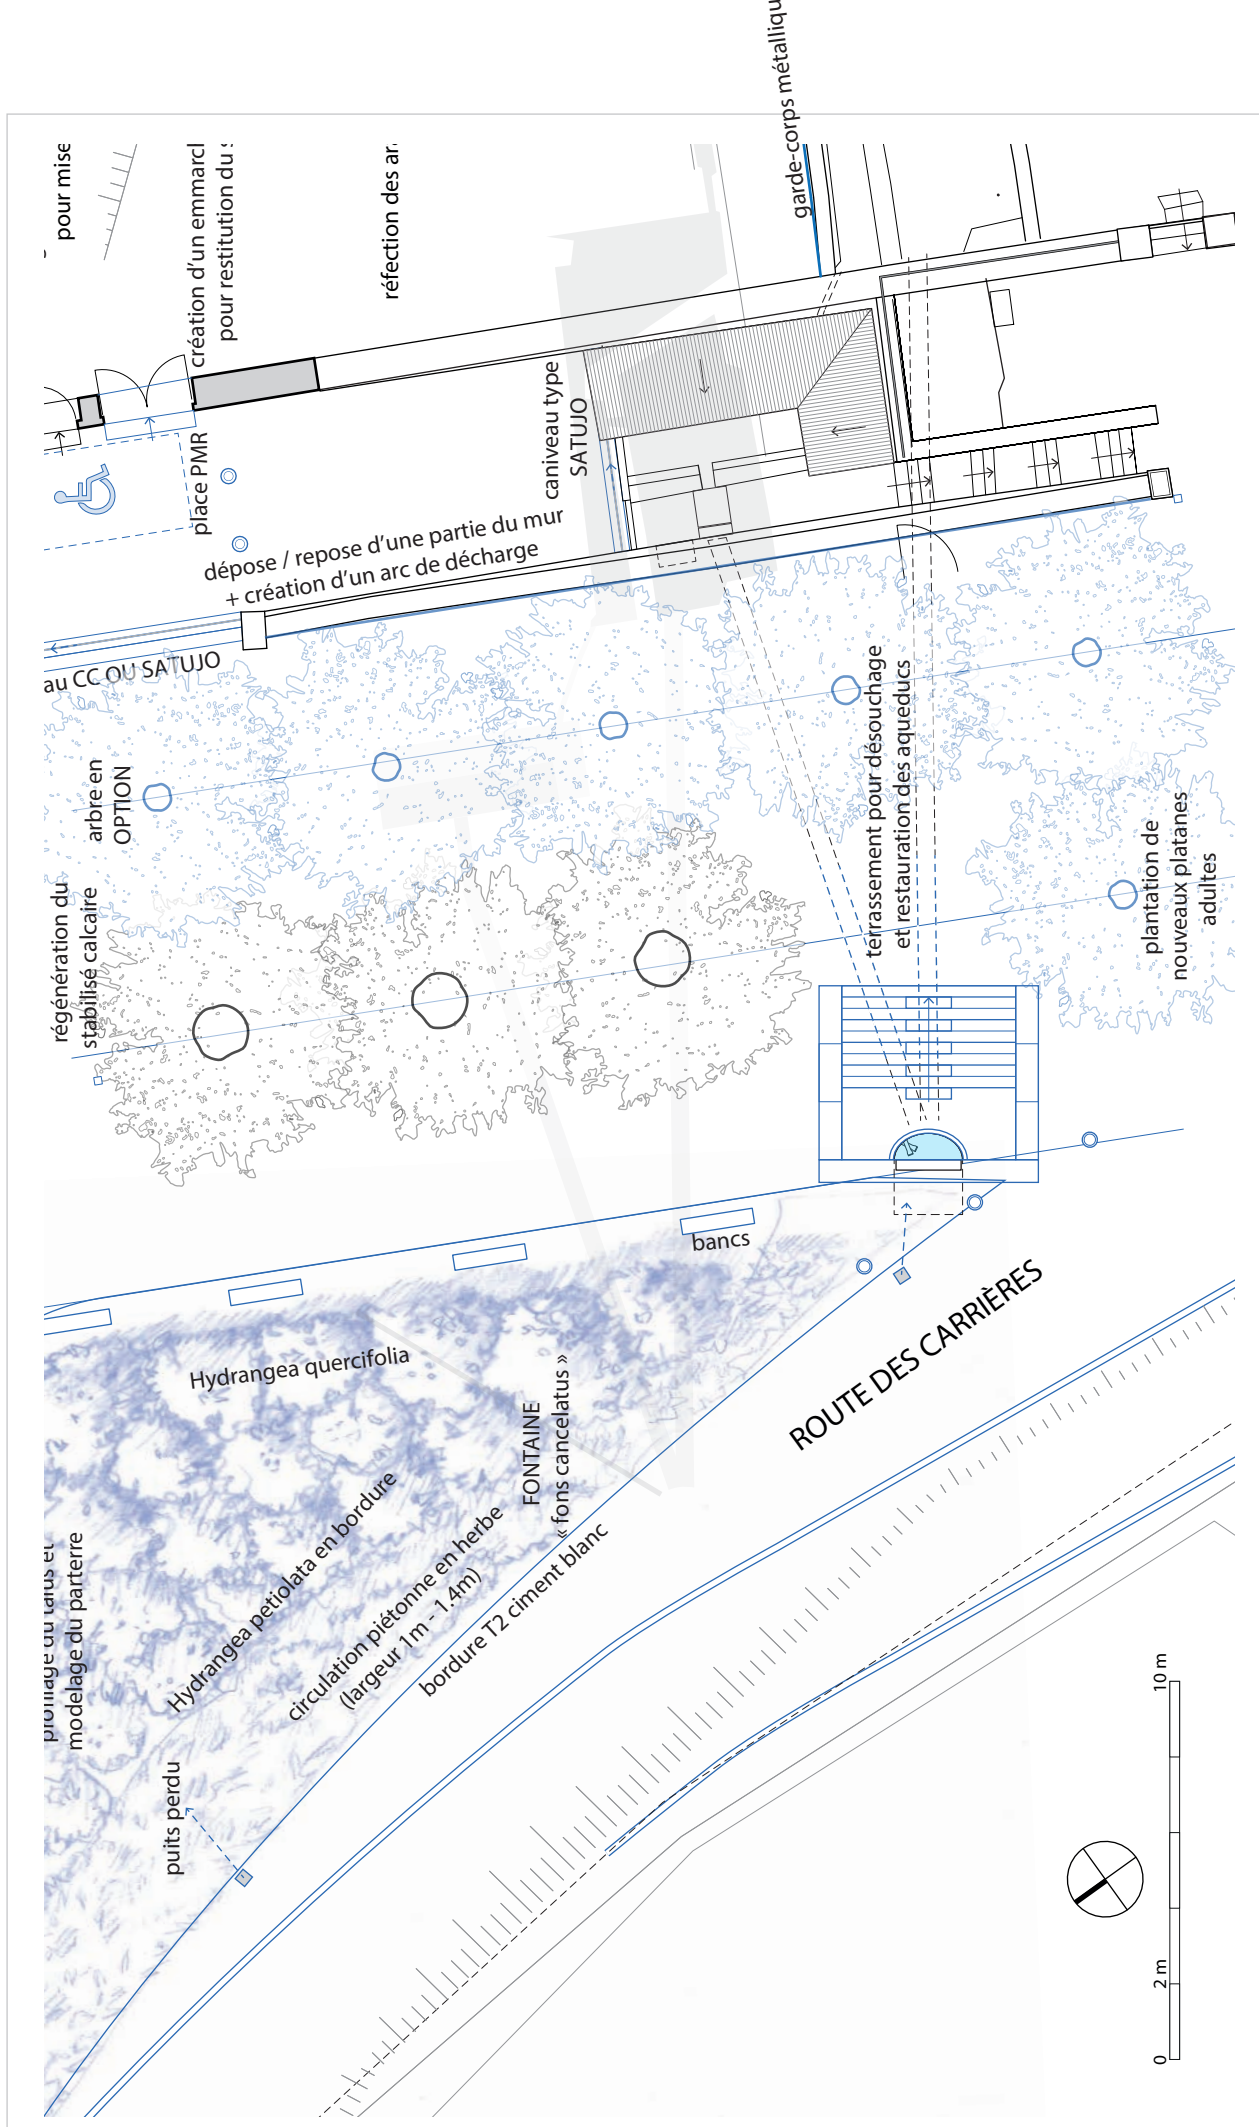 pour mise
création d'un emmarcl
pour restitution du s
réfection des ar
garde-corps métalliqu
caniveau type
SATUJO
place PMR
dépose / repose d'une partie du mur
+ création d'un arc de décharge
au CC OU SATUJO
arbre en
OPTION
terrassement pour désouchage
et restauration des aqueducs
plantation de
nouveaux platanes
adultes
régénération du
stabilisé calcaire
bancs
ROUTE DES CARRIÈRES
Hydrangea quercifolia
FONTAINE
« fons cancelatus »
Hydrangea petiolata en bordure
circulation piétonne en herbe
(largeur 1m - 1.4m)
bordure T2 ciment blanc
profilage du talus et
modelage du parterre
puits perdu
10 m
2 m
0